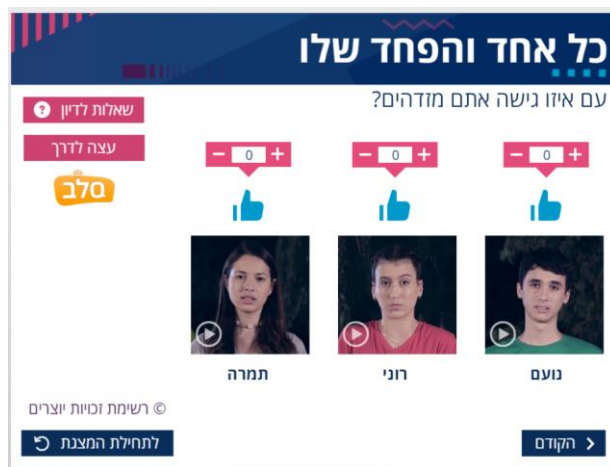 כל אחד והפחד שלו
עם איזו גישה אתם מזדהים?
שאלות לדיון ?
עצה לדרך
סלב
+ 0 −
+ 0 −
+ 0 −
נועם
רוני
תמרה
© רשימת זכויות יוצרים
הקודם
לתחילת המצגת